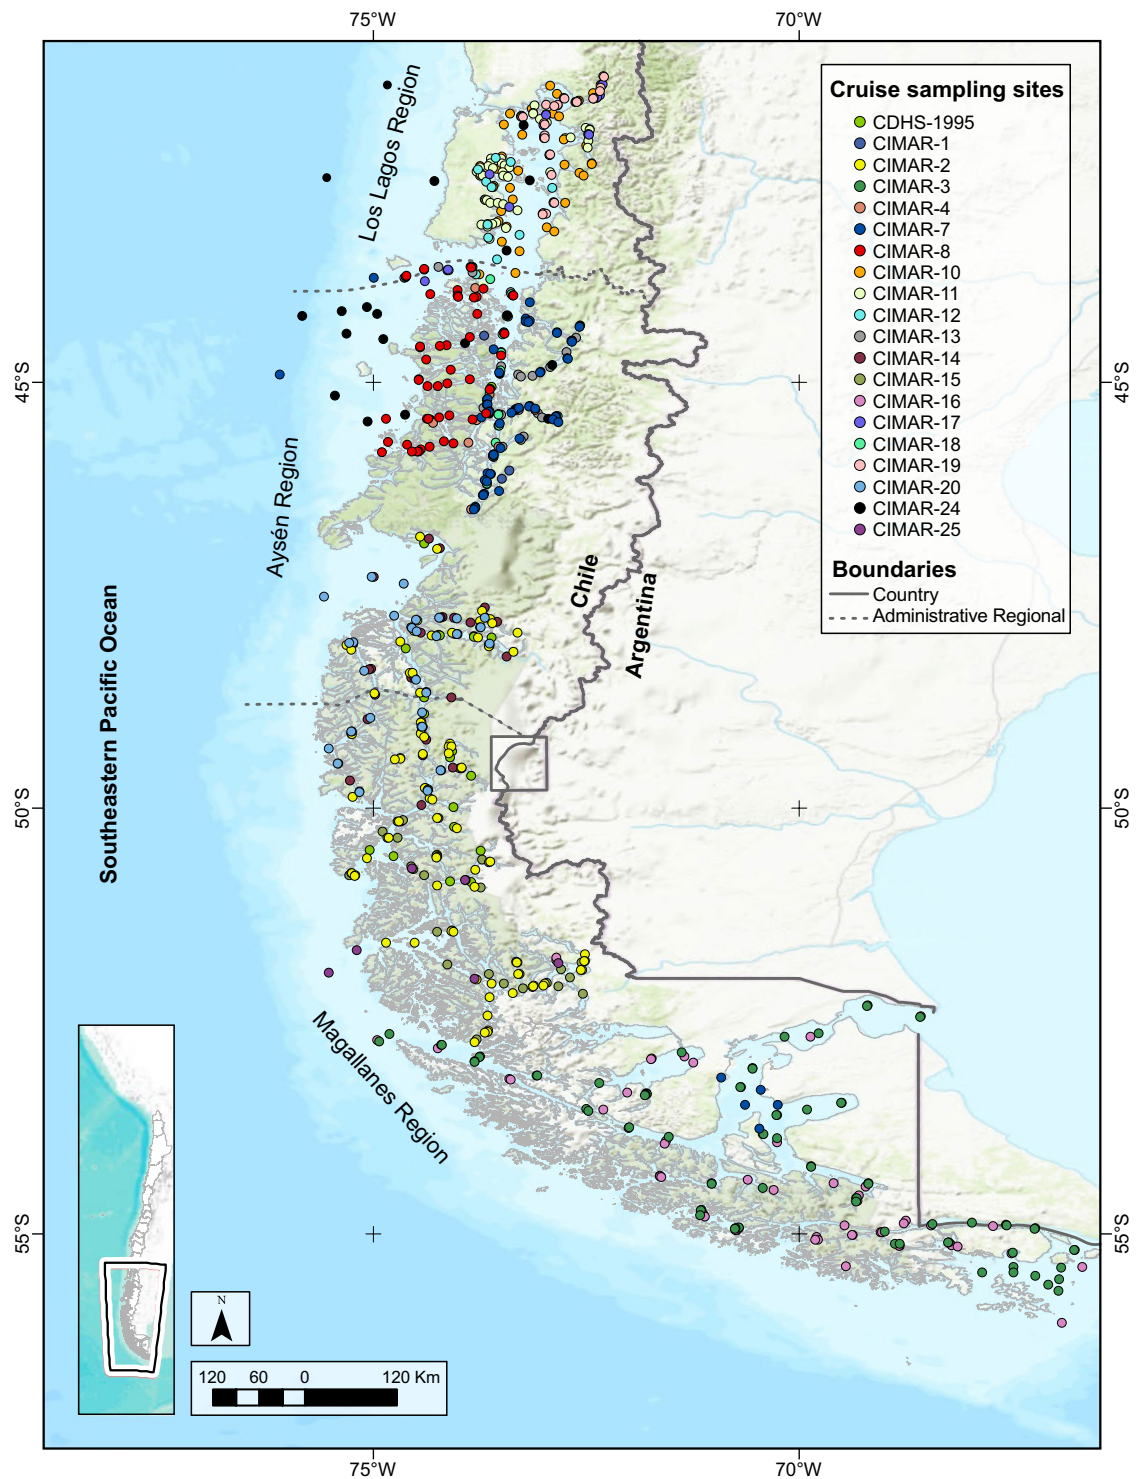 75°W
70°W
Cruise sampling sites
CDHS-1995
CIMAR-1
CIMAR-2
CIMAR-3
CIMAR-4
CIMAR-7
CIMAR-8
CIMAR-10
CIMAR-11
CIMAR-12
CIMAR-13
CIMAR-14
CIMAR-15
CIMAR-16
CIMAR-17
CIMAR-18
CIMAR-19
CIMAR-20
CIMAR-24
CIMAR-25
Boundaries
Country
Administrative Regional
Los Lagos Region
45°S
45°S
Aysén Region
Chile
Argentina
Southeastern Pacific Ocean
50°S
50°S
Magallanes Region
55°S
55°S
N
120 60 0 120 Km
75°W
70°W